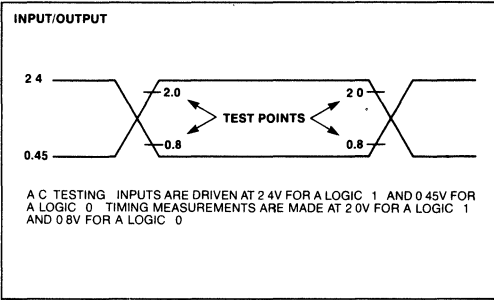 INPUT/OUTPUT
2 4
2.0
2 0
TEST POINTS
0.8
0.8
0.45
A C TESTING INPUTS ARE DRIVEN AT 2 4V FOR A LOGIC 1 AND 0 45V FOR
A LOGIC 0 TIMING MEASUREMENTS ARE MADE AT 2 0V FOR A LOGIC 1
AND 0 8V FOR A LOGIC 0